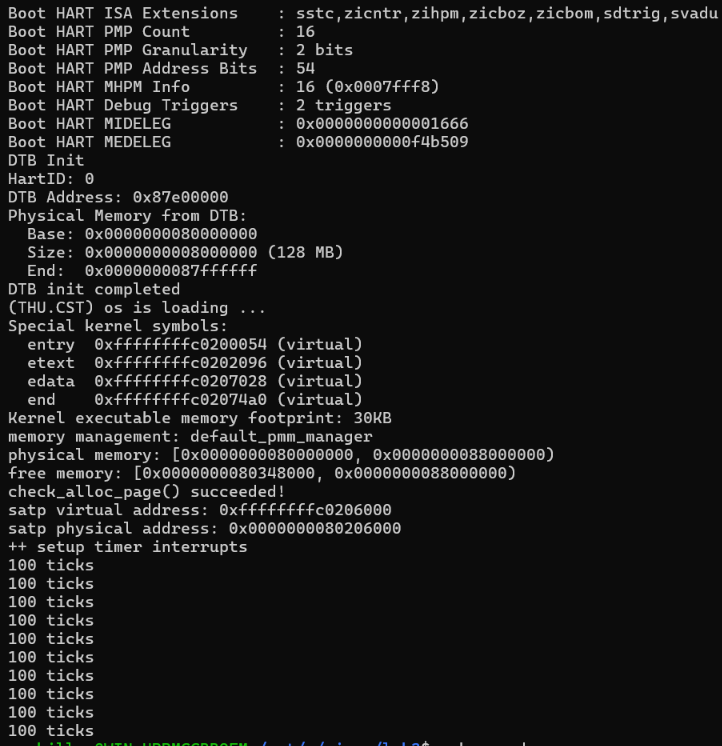 Boot HART ISA Extensions    : sstc,zicntr,zihpm,zicboz,zicbom,sdtrig,svadu
Boot HART PMP Count         : 16
Boot HART PMP Granularity   : 2 bits
Boot HART PMP Address Bits  : 54
Boot HART MHPM Info         : 16 (0x0007fff8)
Boot HART Debug Triggers    : 2 triggers
Boot HART MIDELEG           : 0x0000000000001666
Boot HART MEDELEG           : 0x0000000000f4b509
DTB Init
HartID: 0
DTB Address: 0x87e00000
Physical Memory from DTB:
  Base: 0x0000000080000000
  Size: 0x0000000008000000 (128 MB)
  End:  0x0000000087ffffff
DTB init completed
(THU.CST) os is loading ...
Special kernel symbols:
  entry  0xffffffffc0200054 (virtual)
  etext  0xffffffffc0202096 (virtual)
  edata  0xffffffffc0207028 (virtual)
  end    0xffffffffc02074a0 (virtual)
Kernel executable memory footprint: 30KB
memory management: default_pmm_manager
physical memory: [0x0000000080000000, 0x0000000088000000)
free memory: [0x0000000080348000, 0x0000000088000000)
check_alloc_page() succeeded!
satp virtual address: 0xffffffffc0206000
satp physical address: 0x0000000080206000
++ setup timer interrupts
100 ticks
100 ticks
100 ticks
100 ticks
100 ticks
100 ticks
100 ticks
100 ticks
100 ticks
100 ticks